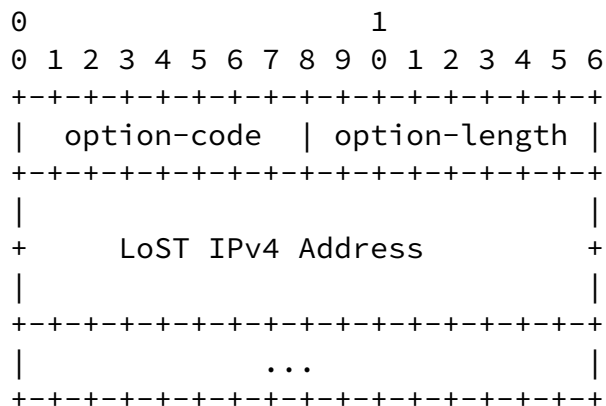 0                   1
0 1 2 3 4 5 6 7 8 9 0 1 2 3 4 5 6
+-+-+-+-+-+-+-+-+-+-+-+-+-+-+-+-+
|  option-code  | option-length |
+-+-+-+-+-+-+-+-+-+-+-+-+-+-+-+-+
|                               |
+     LoST IPv4 Address         +
|                               |
+-+-+-+-+-+-+-+-+-+-+-+-+-+-+-+-+
|             ...               |
+-+-+-+-+-+-+-+-+-+-+-+-+-+-+-+-+